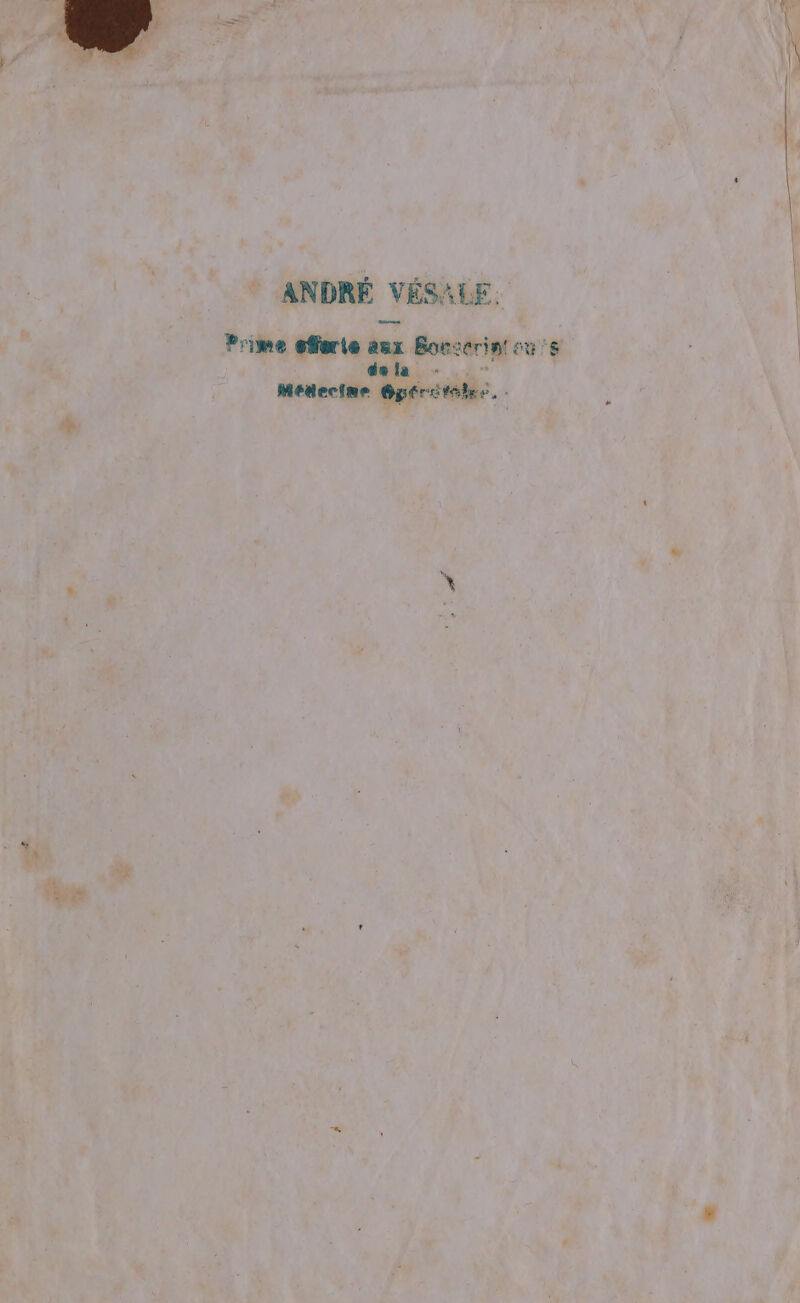 ANDRÉ VÉSALE.
Prime offerte aux Souscripteurs
de la
Médecine Opératoire.